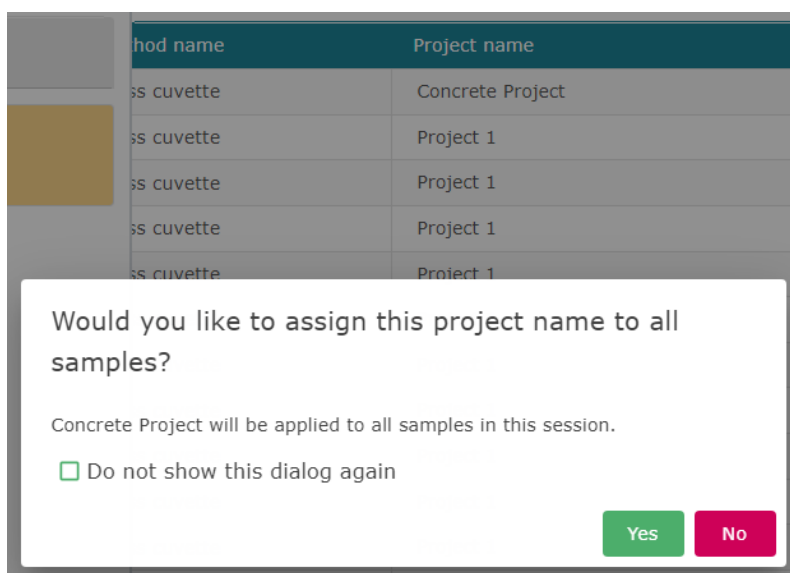 hod name Project name
ss cuvette Concrete Project
ss cuvette Project 1
ss cuvette Project 1
ss cuvette Project 1
ss cuvette Project 1
Would you like to assign this project name to all
samples?
Concrete Project will be applied to all samples in this session.
Do not show this dialog again
Yes No